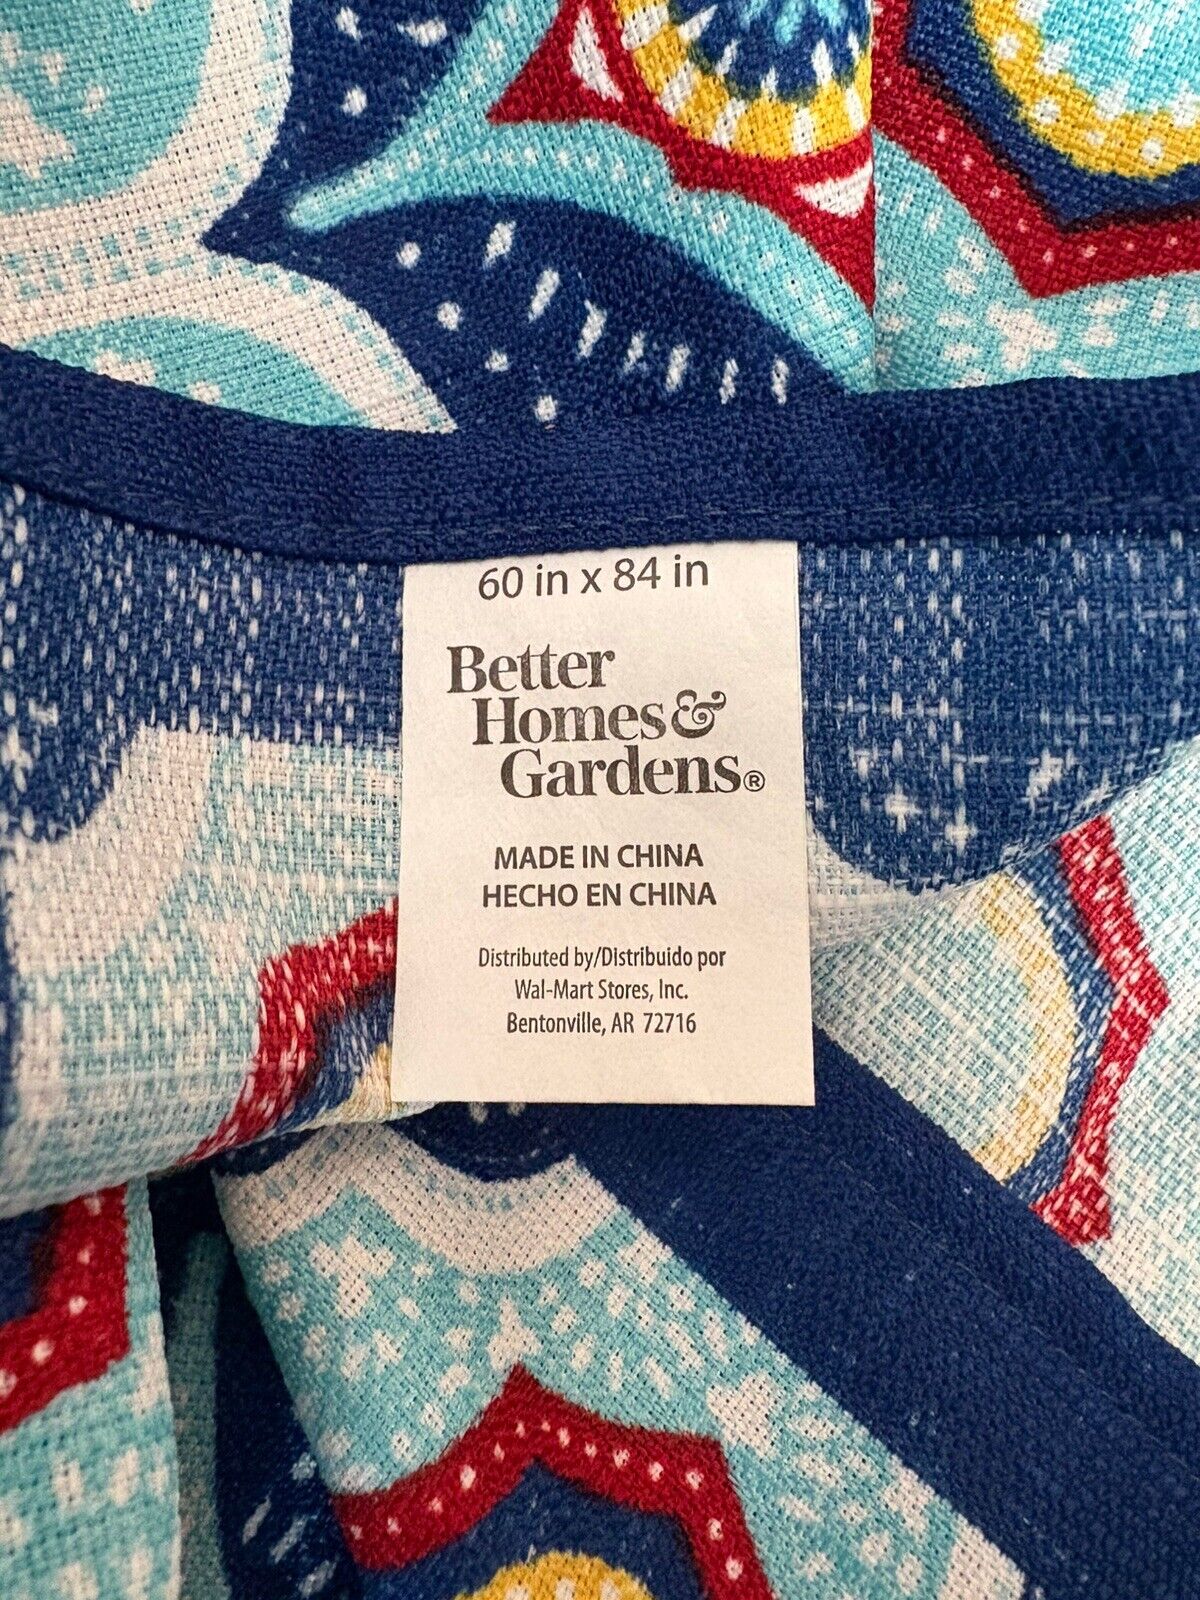 60 in x 84 in
Better
Homes &
Gardens®
MADE IN CHINA
HECHO EN CHINA
Distributed by/Distribuido por
Wal-Mart Stores, Inc.
Bentonville, AR 72716